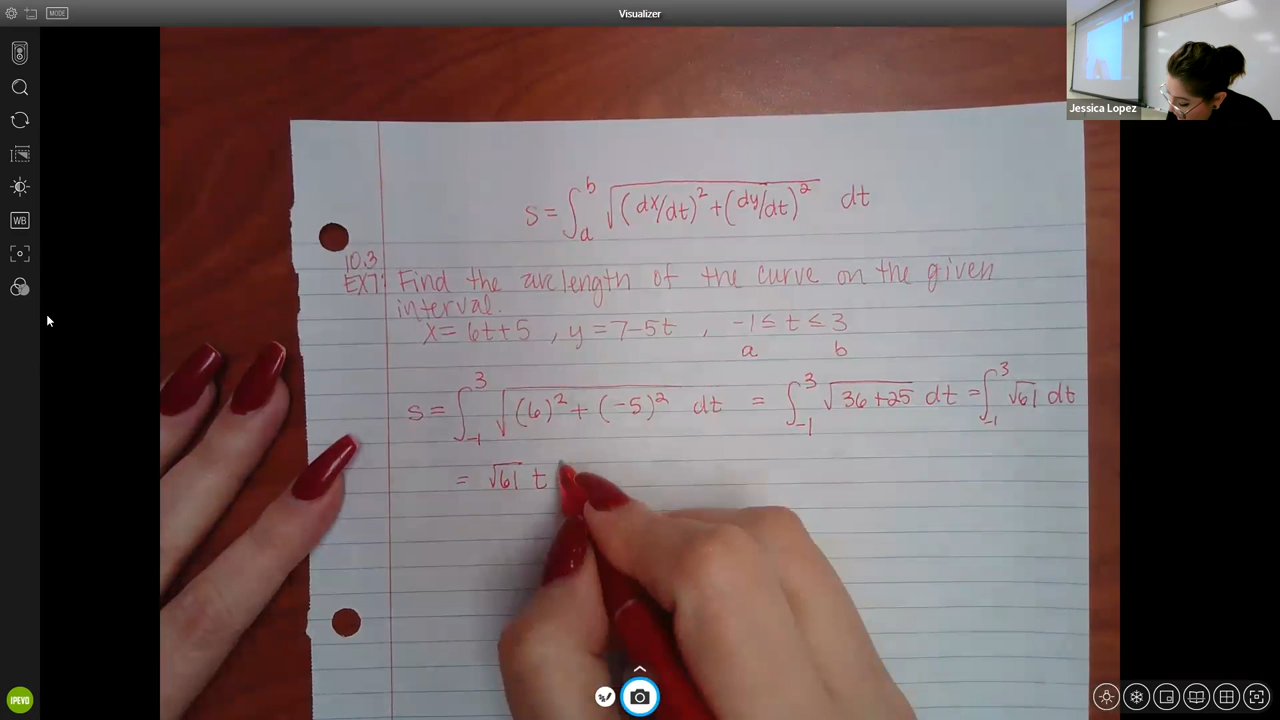 MODE
Visualizer
Jessica Lopez
WB
s = ∫_a^b √((dx/dt)² + (dy/dt)²) dt
10.3
EX7: Find the arclength of the curve on the given
interval.
x = 6t+5 , y = 7-5t , -1 ≤ t ≤ 3
a b
s = ∫_{-1}^3 √((6)² + (-5)²) dt = ∫_{-1}^3 √(36+25) dt = ∫_{-1}^3 √61 dt
= √61 t
IPEVO